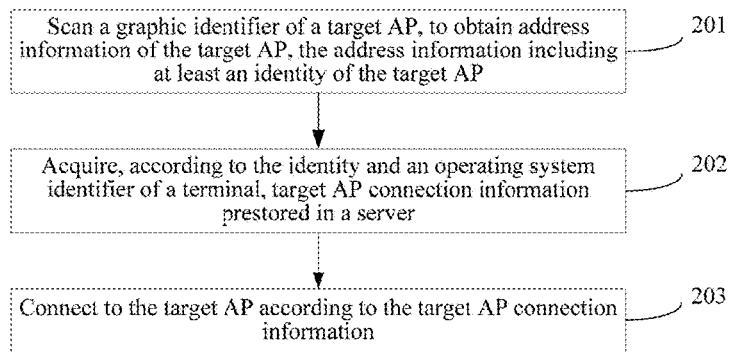 Scan a graphic identifier of a target AP, to obtain address
information of the target AP, the address information including
at least an identity of the target AP
201
Acquire, according to the identity and an operating system
identifier of a terminal, target AP connection information
prestored in a server
202
Connect to the target AP according to the target AP connection
information
203